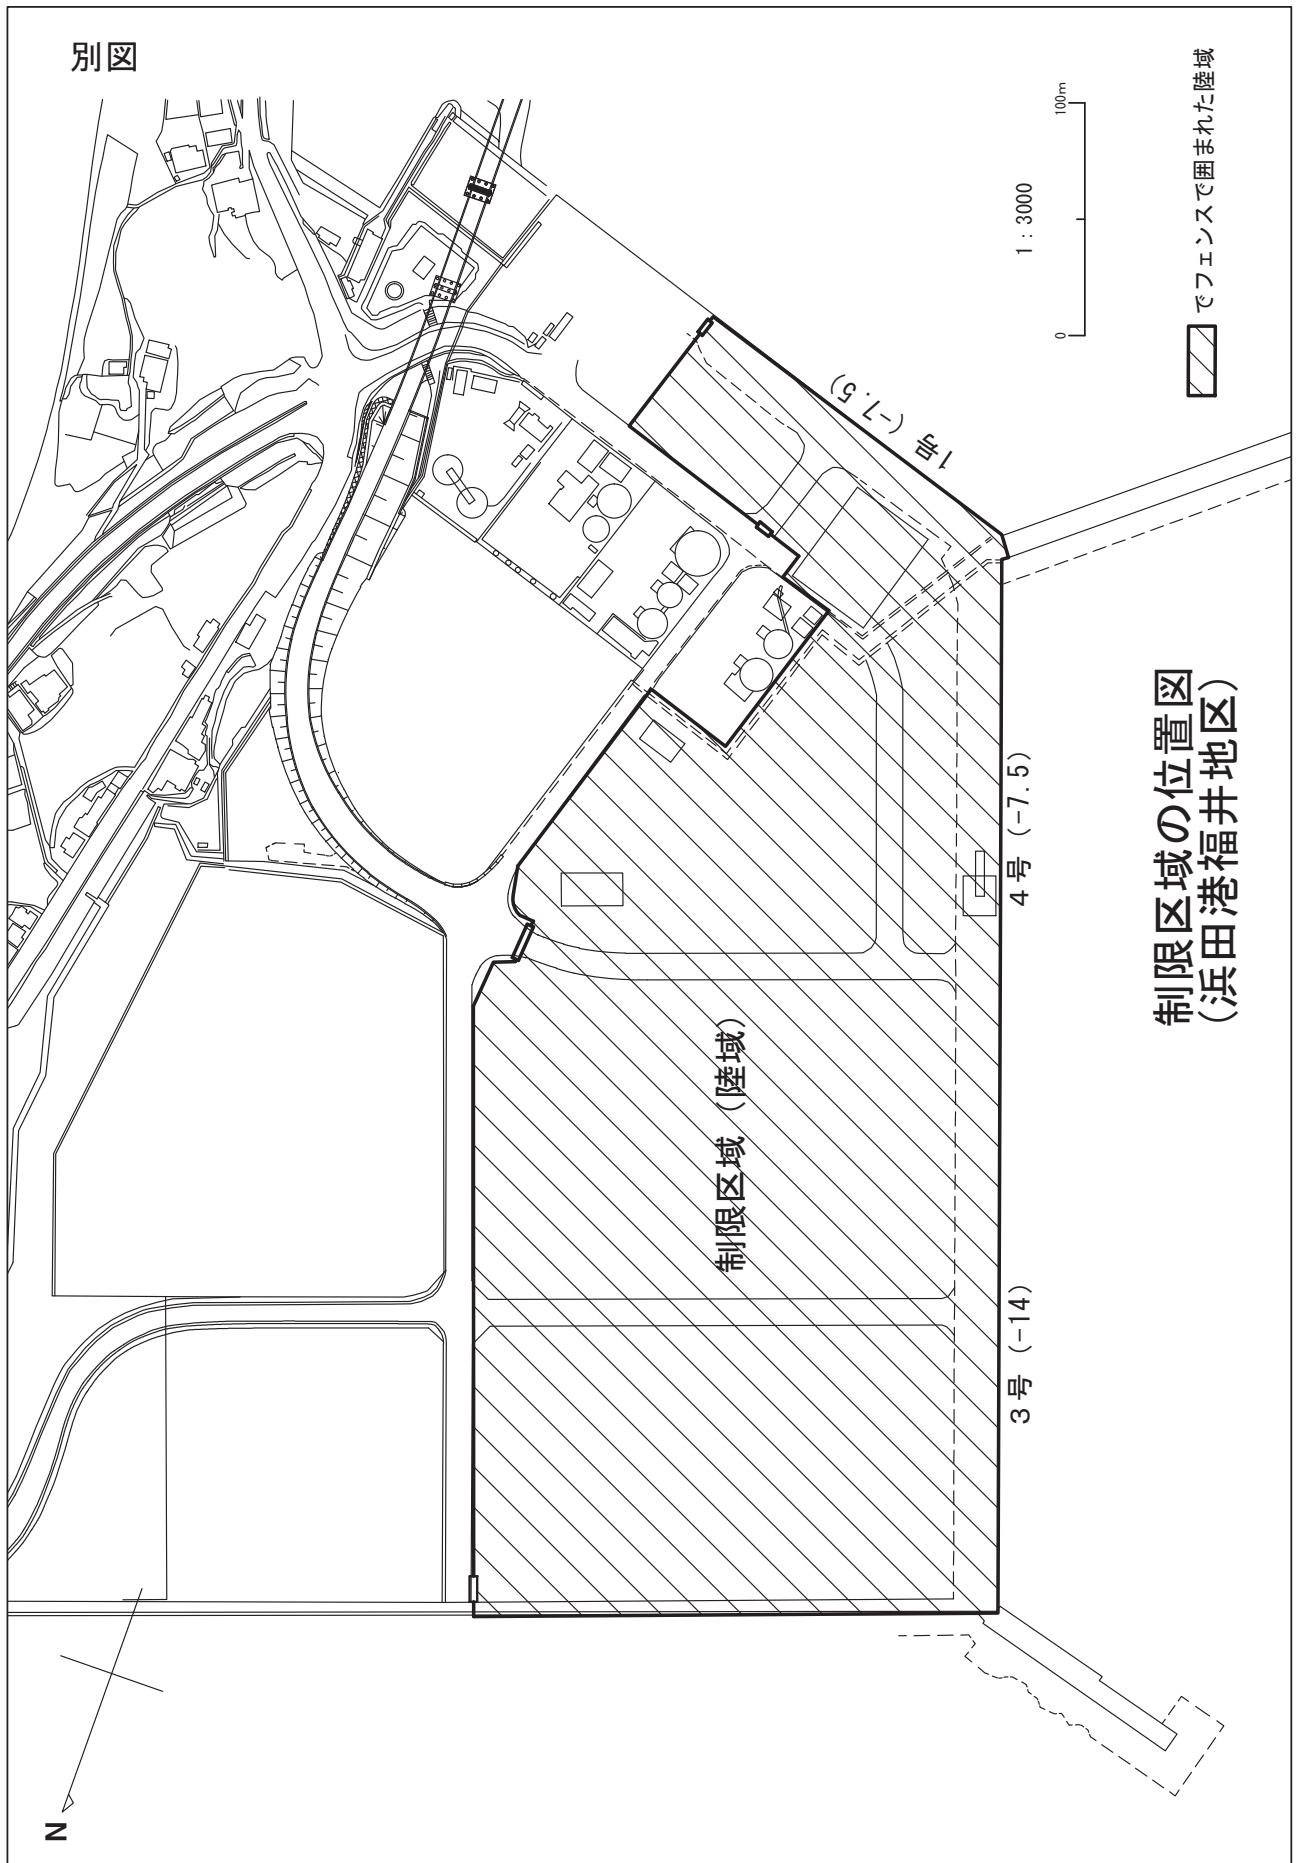 別図
N
制限区域（陸域）
1号（-7.5）
4号（-7.5）
3号（-14）
1：3000
0
100m
でフェンスで囲まれた陸域
制限区域の位置図
（浜田港福井地区）